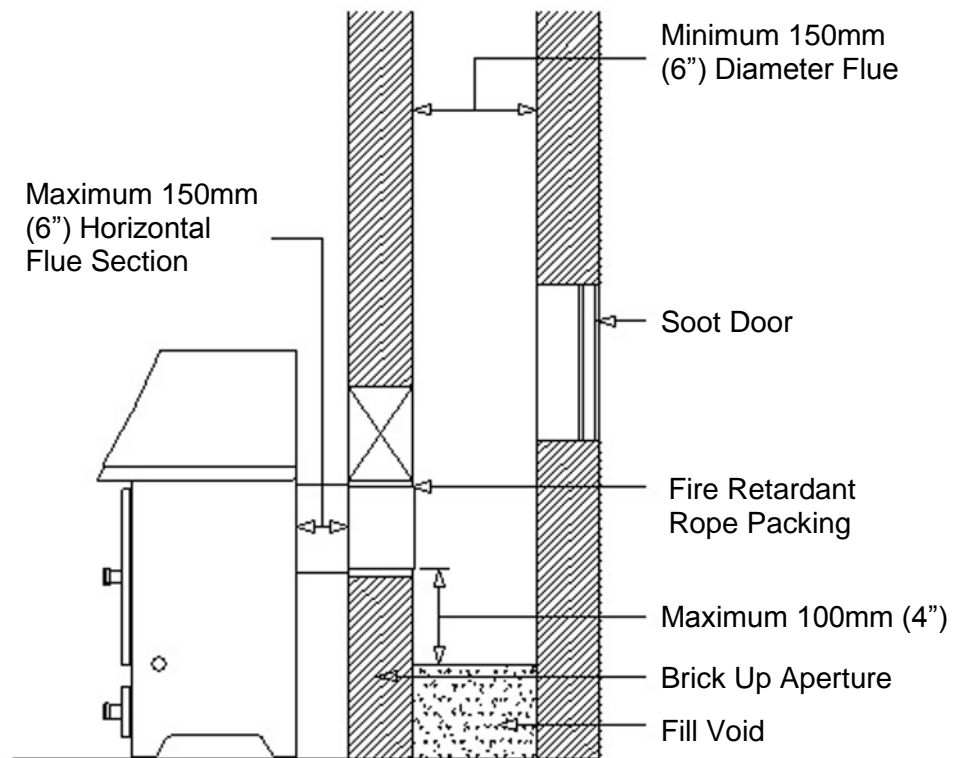 Minimum 150mm
(6”) Diameter Flue
Maximum 150mm
(6”) Horizontal
Flue Section
Soot Door
Fire Retardant
Rope Packing
Maximum 100mm (4”)
Brick Up Aperture
Fill Void